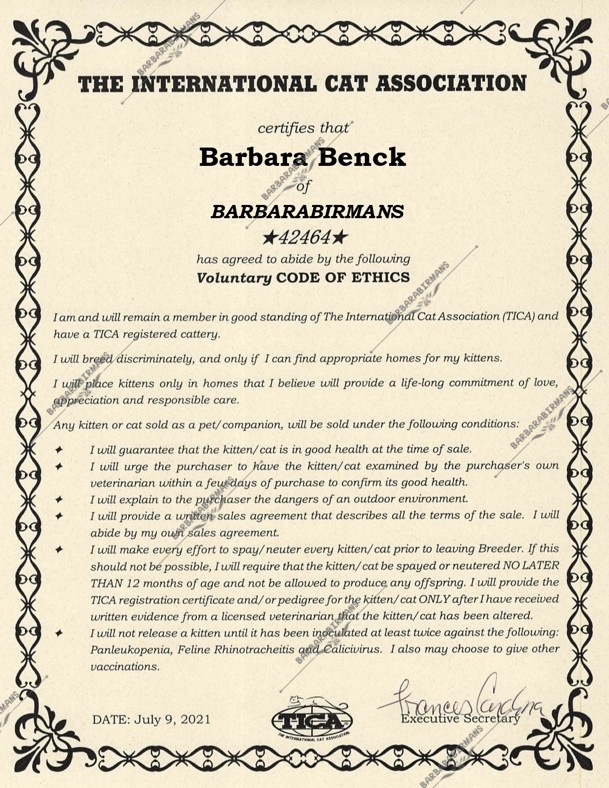 THE INTERNATIONAL CAT ASSOCIATION
certifies that
Barbara Benck
of
BARBARABIRMANS
★42464★
has agreed to abide by the following
Voluntary CODE OF ETHICS
I am and will remain a member in good standing of The International Cat Association (TICA) and
have a TICA registered cattery.
I will breed discriminately, and only if I can find appropriate homes for my kittens.
I will place kittens only in homes that I believe will provide a life-long commitment of love,
appreciation and responsible care.
Any kitten or cat sold as a pet/companion, will be sold under the following conditions:
✦ I will guarantee that the kitten/cat is in good health at the time of sale.
✦ I will urge the purchaser to have the kitten/cat examined by the purchaser's own
veterinarian within a few days of purchase to confirm its good health.
✦ I will explain to the purchaser the dangers of an outdoor environment.
✦ I will provide a written sales agreement that describes all the terms of the sale. I will
abide by my own sales agreement.
✦ I will make every effort to spay/neuter every kitten/cat prior to leaving Breeder. If this
should not be possible, I will require that the kitten/cat be spayed or neutered NO LATER
THAN 12 months of age and not be allowed to produce any offspring. I will provide the
TICA registration certificate and/or pedigree for the kitten/cat ONLY after I have received
written evidence from a licensed veterinarian that the kitten/cat has been altered.
✦ I will not release a kitten until it has been inoculated at least twice against the following:
Panleukopenia, Feline Rhinotracheitis and Calicivirus. I also may choose to give other
vaccinations.
DATE: July 9, 2021
TICA
THE INTERNATIONAL CAT ASSOCIATION
Frances Cardona
Executive Secretary
BARBARABIRMANS
BARBARABIRMANS
BARBARABIRMANS
BARBARABIRMANS
BARBARABIRMANS
BARBARABIRMANS
BARBARABIRMANS
BARBARABIRMANS